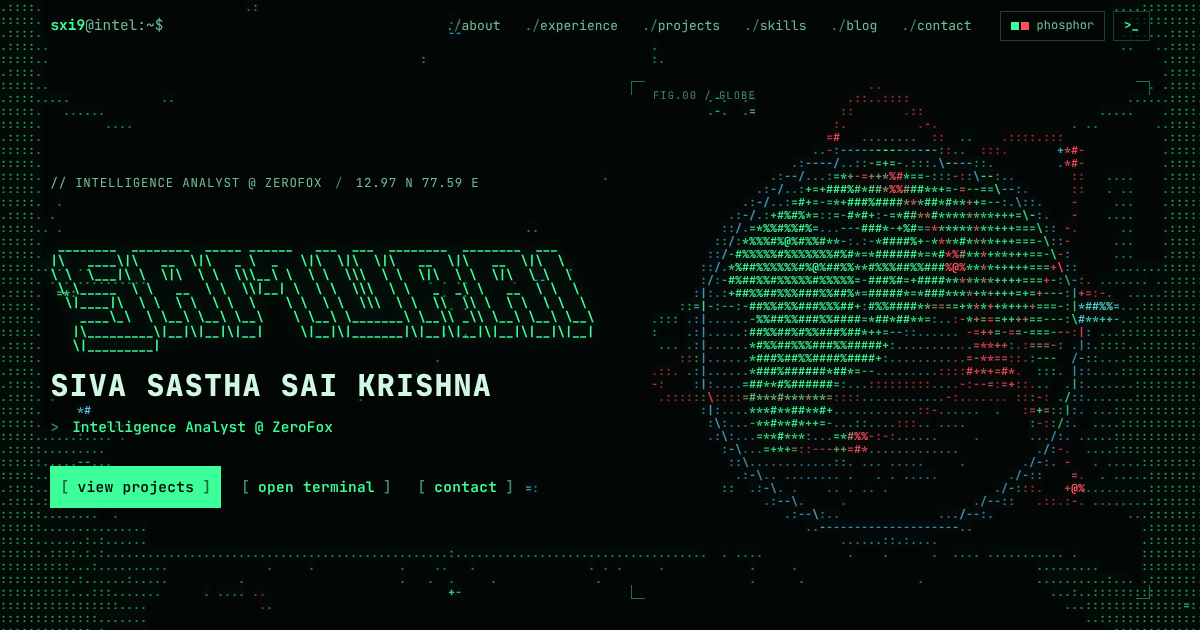 sxi9@intel:~$
./about ./experience ./projects ./skills ./blog ./contact
phosphor
>_
FIG.00 / GLOBE
// INTELLIGENCE ANALYST @ ZEROFOX / 12.97 N 77.59 E
SIVA SASTHA SAI KRISHNA
> Intelligence Analyst @ ZeroFox
[ view projects ] [ open terminal ] [ contact ]